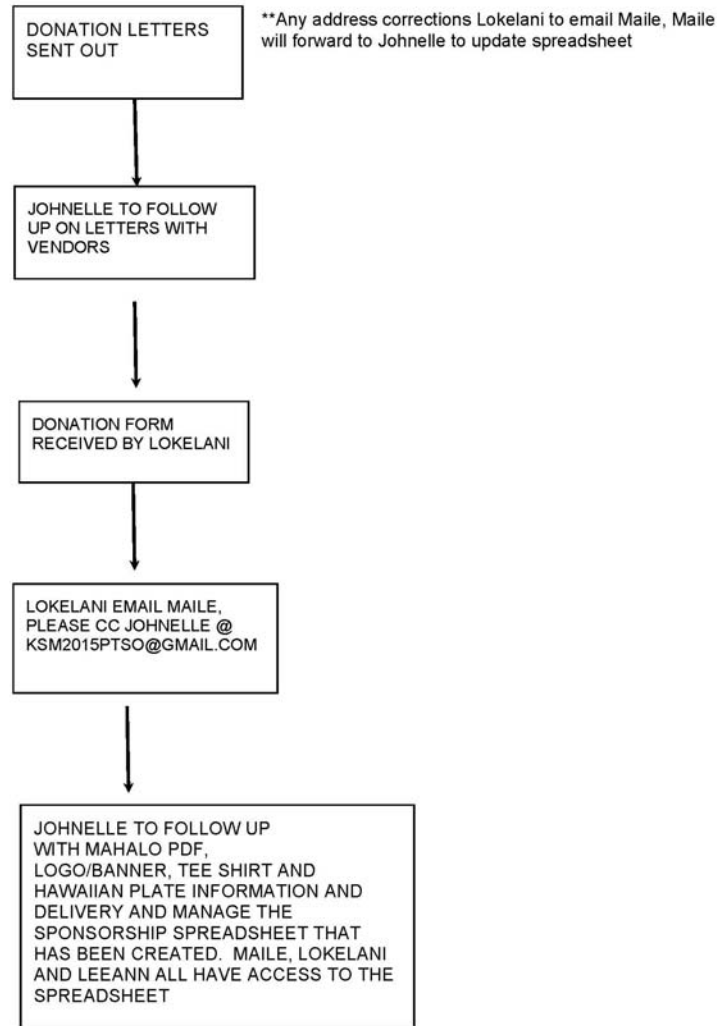 DONATION LETTERS
SENT OUT
**Any address corrections Lokelani to email Maile, Maile
will forward to Johnelle to update spreadsheet
JOHNELLE TO FOLLOW
UP ON LETTERS WITH
VENDORS
DONATION FORM
RECEIVED BY LOKELANI
LOKELANI EMAIL MAILE,
PLEASE CC JOHNELLE @
KSM2015PTSO@GMAIL.COM
JOHNELLE TO FOLLOW UP
WITH MAHALO PDF,
LOGO/BANNER, TEE SHIRT AND
HAWAIIAN PLATE INFORMATION AND
DELIVERY AND MANAGE THE
SPONSORSHIP SPREADSHEET THAT
HAS BEEN CREATED. MAILE, LOKELANI
AND LEEANN ALL HAVE ACCESS TO THE
SPREADSHEET